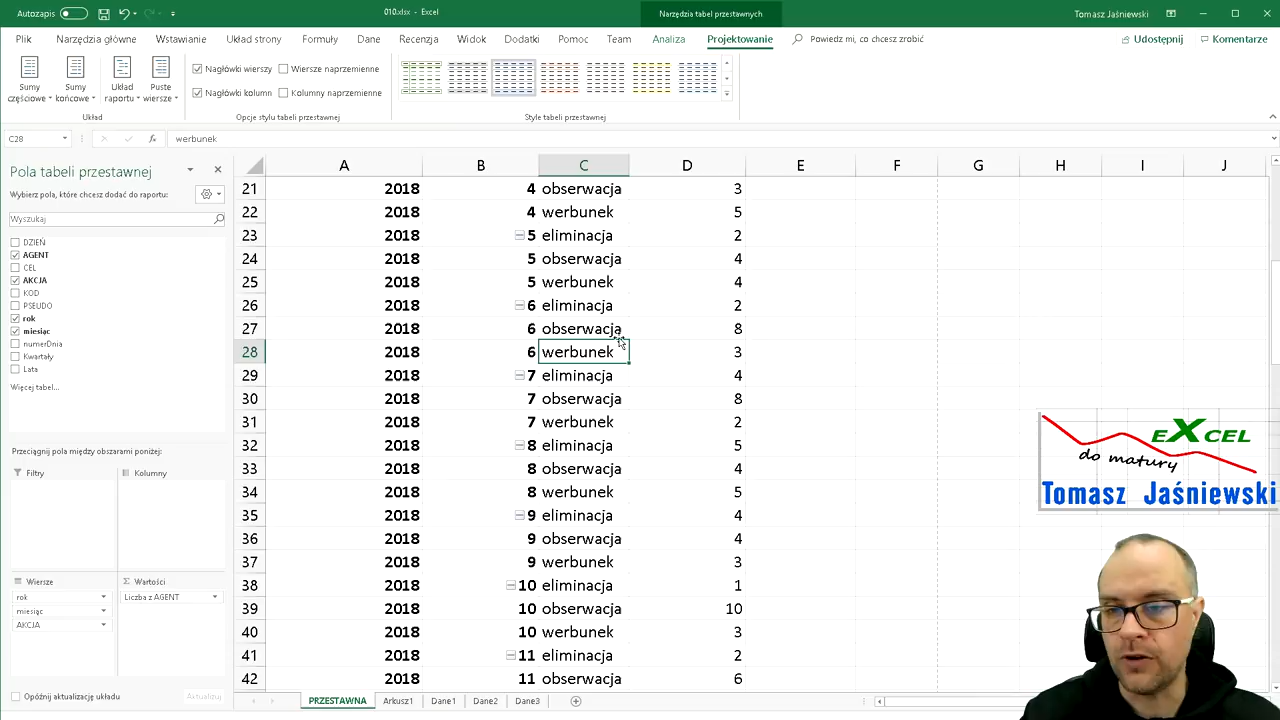 Autozapis
010.xlsx - Excel
Narzędzia tabel przestawnych
Tomasz Jaśniewski
Plik Narzędzia główne Wstawianie Układ strony Formuły Dane Recenzja Widok Dodatki Pomoc Team Analiza Projektowanie Powiedz mi, co chcesz zrobić Udostępnij Komentarze
Sumy częściowe
Sumy końcowe
Układ raportu
Puste wiersze
Nagłówki wierszy Wiersze naprzemienne
Nagłówki kolumn Kolumny naprzemienne
Układ Opcje stylu tabeli przestawnej Style tabeli przestawnej
C28 fx werbunek
Pola tabeli przestawnej
Wybierz pola, które chcesz dodać do raportu:
Wyszukaj
DZIEŃ
AGENT
CEL
AKCJA
KOD
PSEUDO
rok
miesiąc
numerDnia
Kwartały
Lata
Więcej tabel...
Przeciągnij pola między obszarami poniżej:
Filtry Kolumny
Wiersze Wartości
rok Liczba z AGENT
miesiąc
AKCJA
Opóźnij aktualizację układu Aktualizuj
A B C D E F G H I J
21 2018 4 obserwacja 3
22 2018 4 werbunek 5
23 2018 5 eliminacja 2
24 2018 5 obserwacja 4
25 2018 5 werbunek 4
26 2018 6 eliminacja 2
27 2018 6 obserwacja 8
28 2018 6 werbunek 3
29 2018 7 eliminacja 4
30 2018 7 obserwacja 8
31 2018 7 werbunek 2
32 2018 8 eliminacja 5
33 2018 8 obserwacja 4
34 2018 8 werbunek 5
35 2018 9 eliminacja 4
36 2018 9 obserwacja 4
37 2018 9 werbunek 3
38 2018 10 eliminacja 1
39 2018 10 obserwacja 10
40 2018 10 werbunek 3
41 2018 11 eliminacja 2
42 2018 11 obserwacja 6
PRZESTAWNA Arkusz1 Dane1 Dane2 Dane3
eXCEL
do matury
Tomasz Jaśniewski